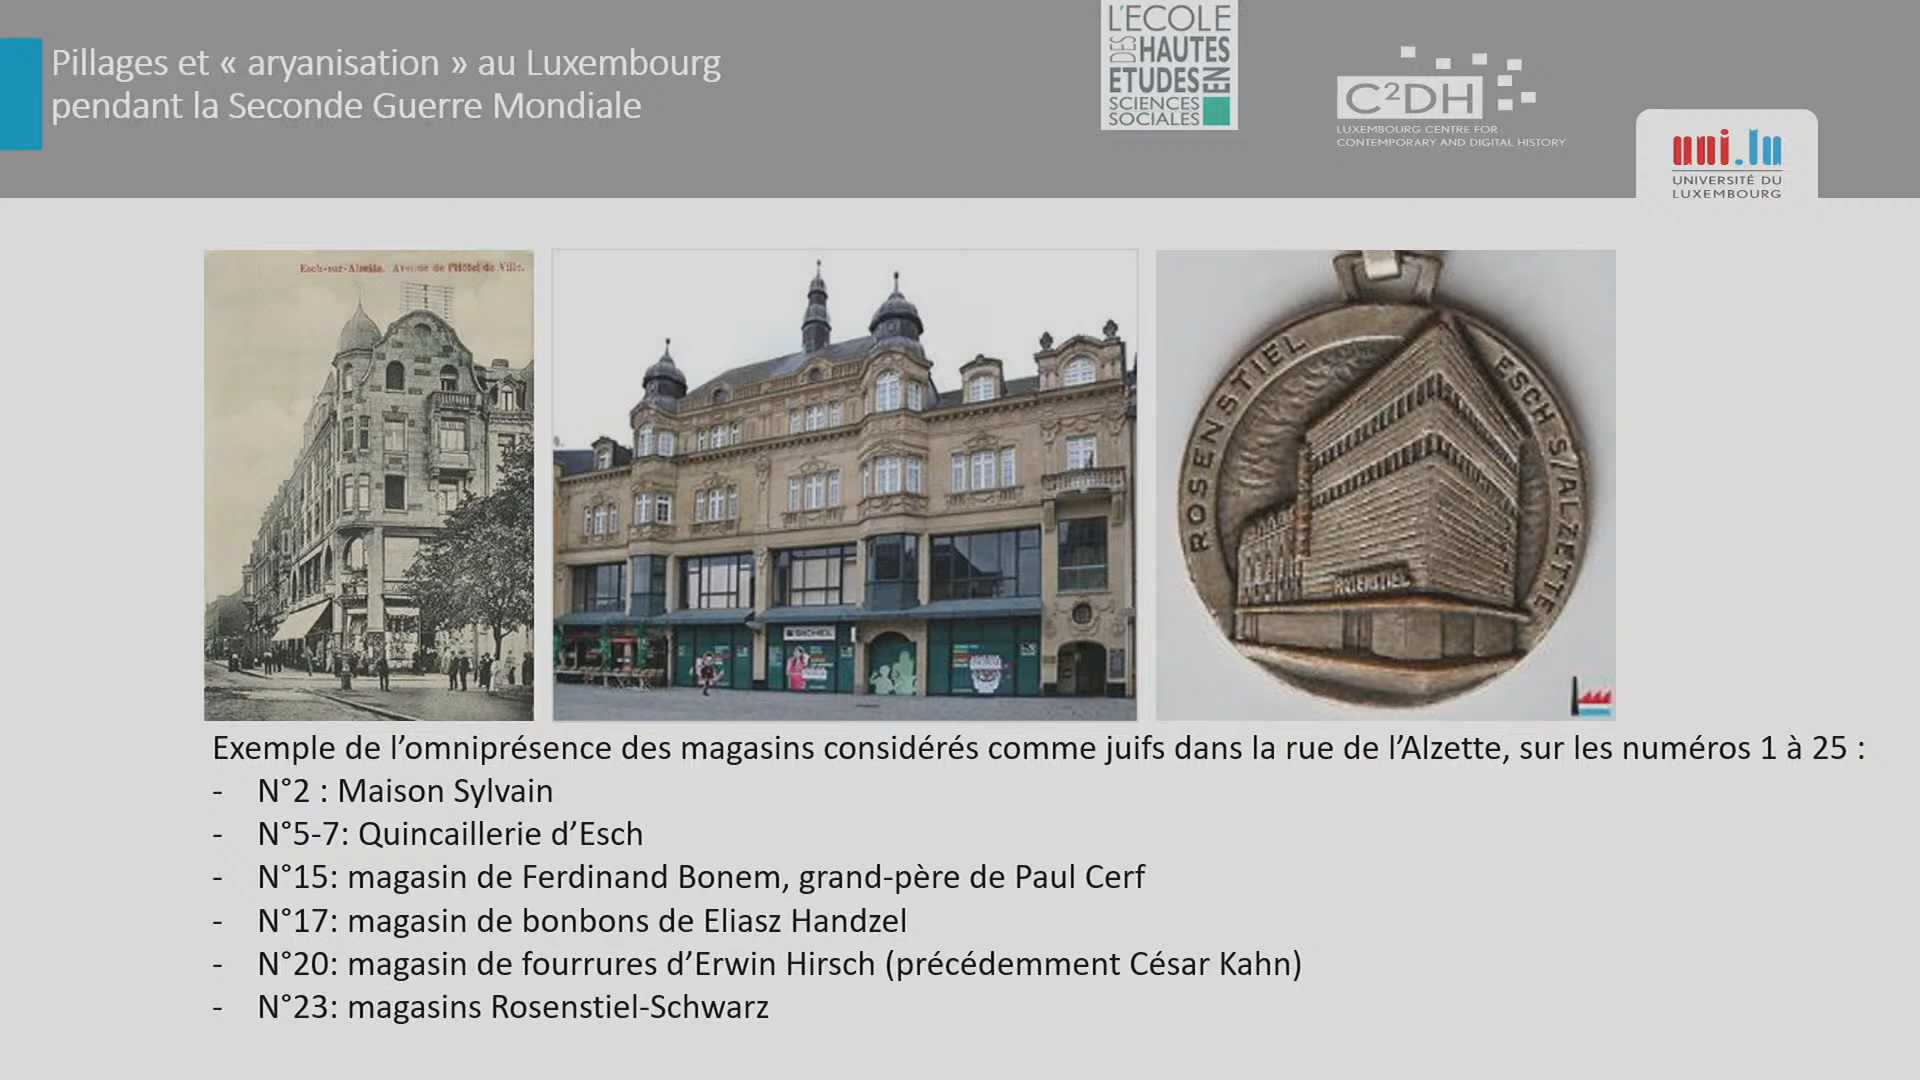 Pillages et « aryanisation » au Luxembourg
pendant la Seconde Guerre Mondiale
L'ECOLE
DES HAUTES
ETUDES EN
SCIENCES
SOCIALES
C²DH
LUXEMBOURG CENTRE FOR
CONTEMPORARY AND DIGITAL HISTORY
uni.lu
UNIVERSITÉ DU
LUXEMBOURG
Esch-sur-Alzette. Avenue de l'Hôtel de Ville.
SICHEL
ROSENSTIEL
ESCH S/ALZETTE
ROSENSTIEL
Exemple de l’omniprésence des magasins considérés comme juifs dans la rue de l’Alzette, sur les numéros 1 à 25 :
- N°2 : Maison Sylvain
- N°5-7: Quincaillerie d’Esch
- N°15: magasin de Ferdinand Bonem, grand-père de Paul Cerf
- N°17: magasin de bonbons de Eliasz Handzel
- N°20: magasin de fourrures d’Erwin Hirsch (précédemment César Kahn)
- N°23: magasins Rosenstiel-Schwarz